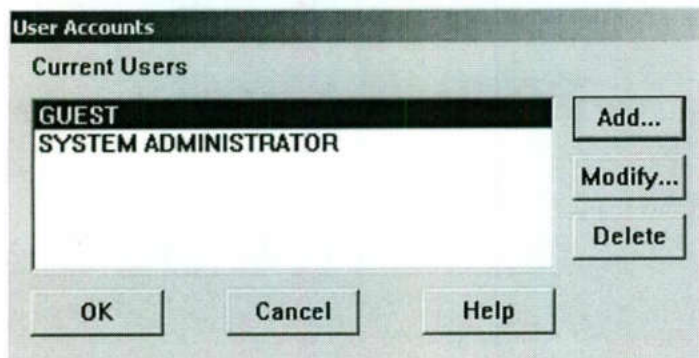 User Accounts
Current Users
GUEST
SYSTEM ADMINISTRATOR
Add...
Modify...
Delete
OK
Cancel
Help